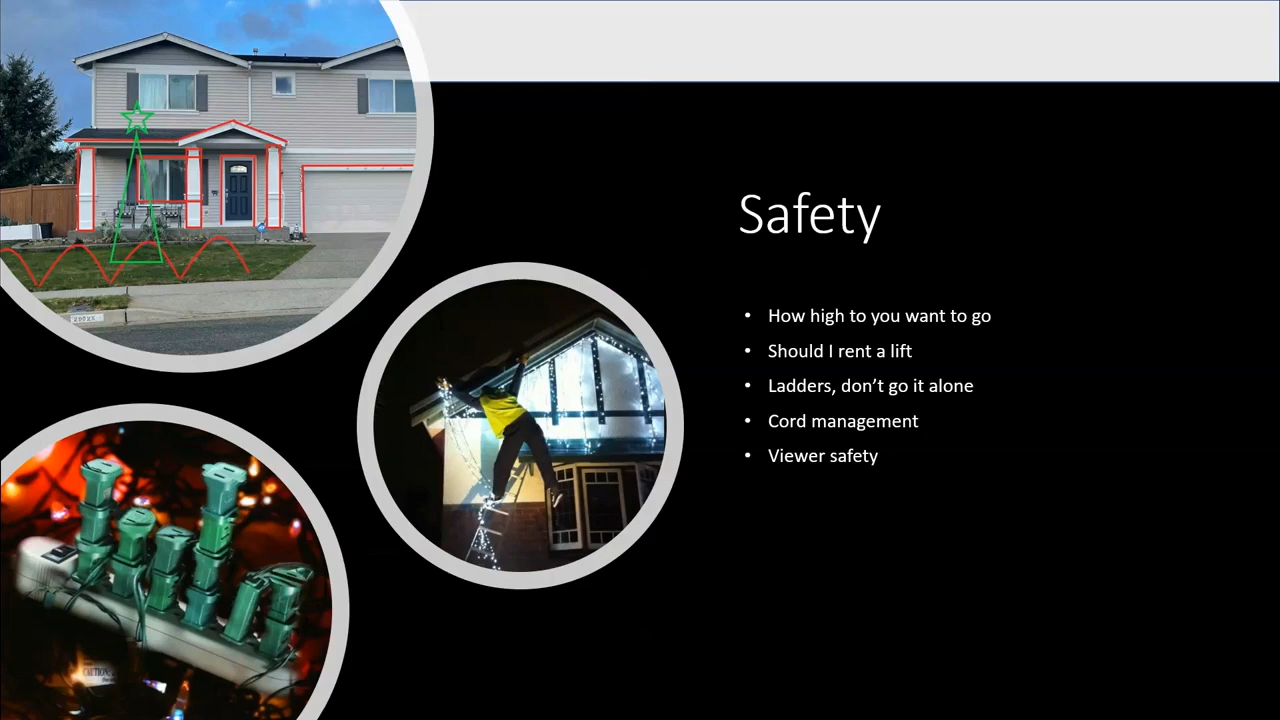 Safety
• How high to you want to go
• Should I rent a lift
• Ladders, don’t go it alone
• Cord management
• Viewer safety
CAUTION